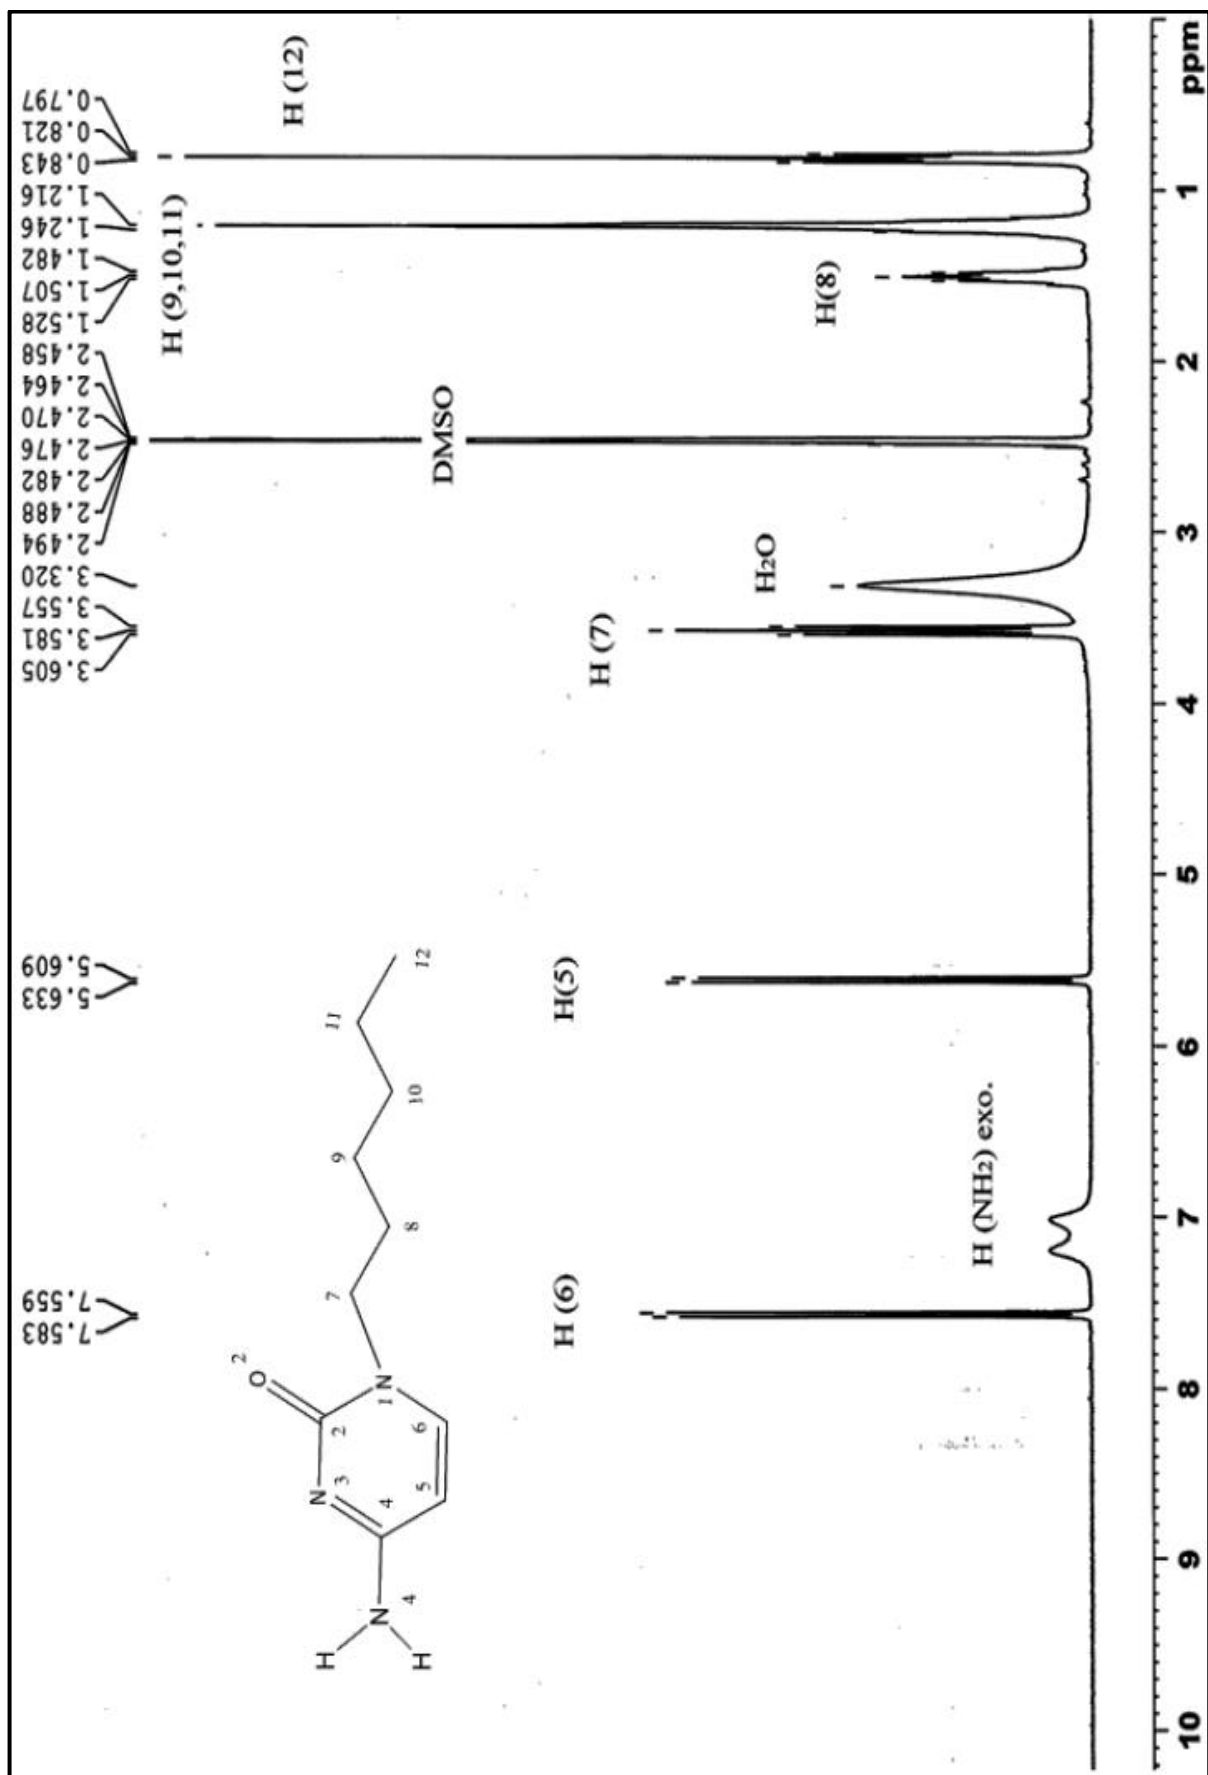 7.583
7.559
5.633
5.609
3.605
3.581
3.557
3.320
2.494
2.488
2.482
2.476
2.470
2.464
2.458
1.528
1.507
1.482
1.246
1.216
0.843
0.821
0.797
H (12)
H (9,10,11)
DMSO
H(8)
H₂O
H (7)
H(5)
H (6)
H (NH₂) exo.
O 2
2
N 3
N 1
4
5
6
7
8
9
10
11
12
H
N 4
H
10 9 8 7 6 5 4 3 2 1 ppm